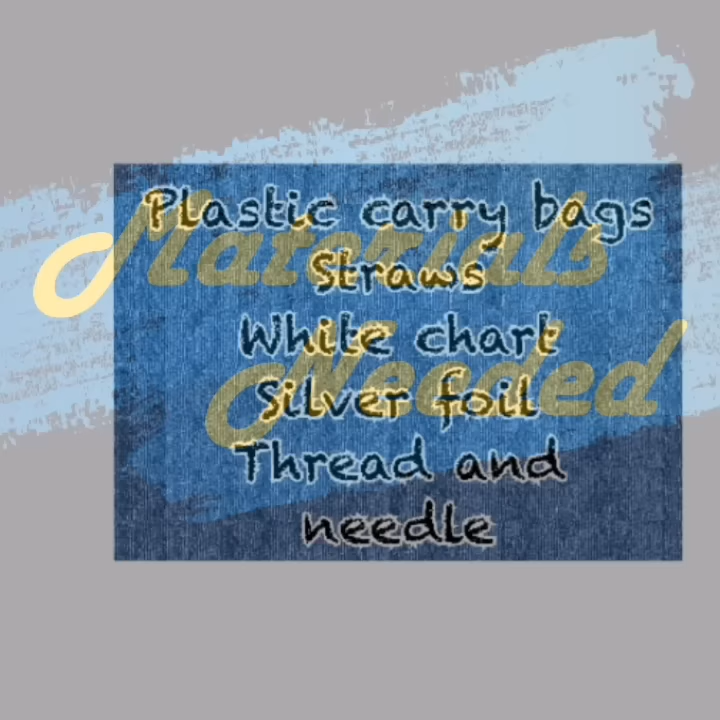 Materials
Needed
Plastic carry bags
Straws
White chart
Silver foil
Thread and
needle